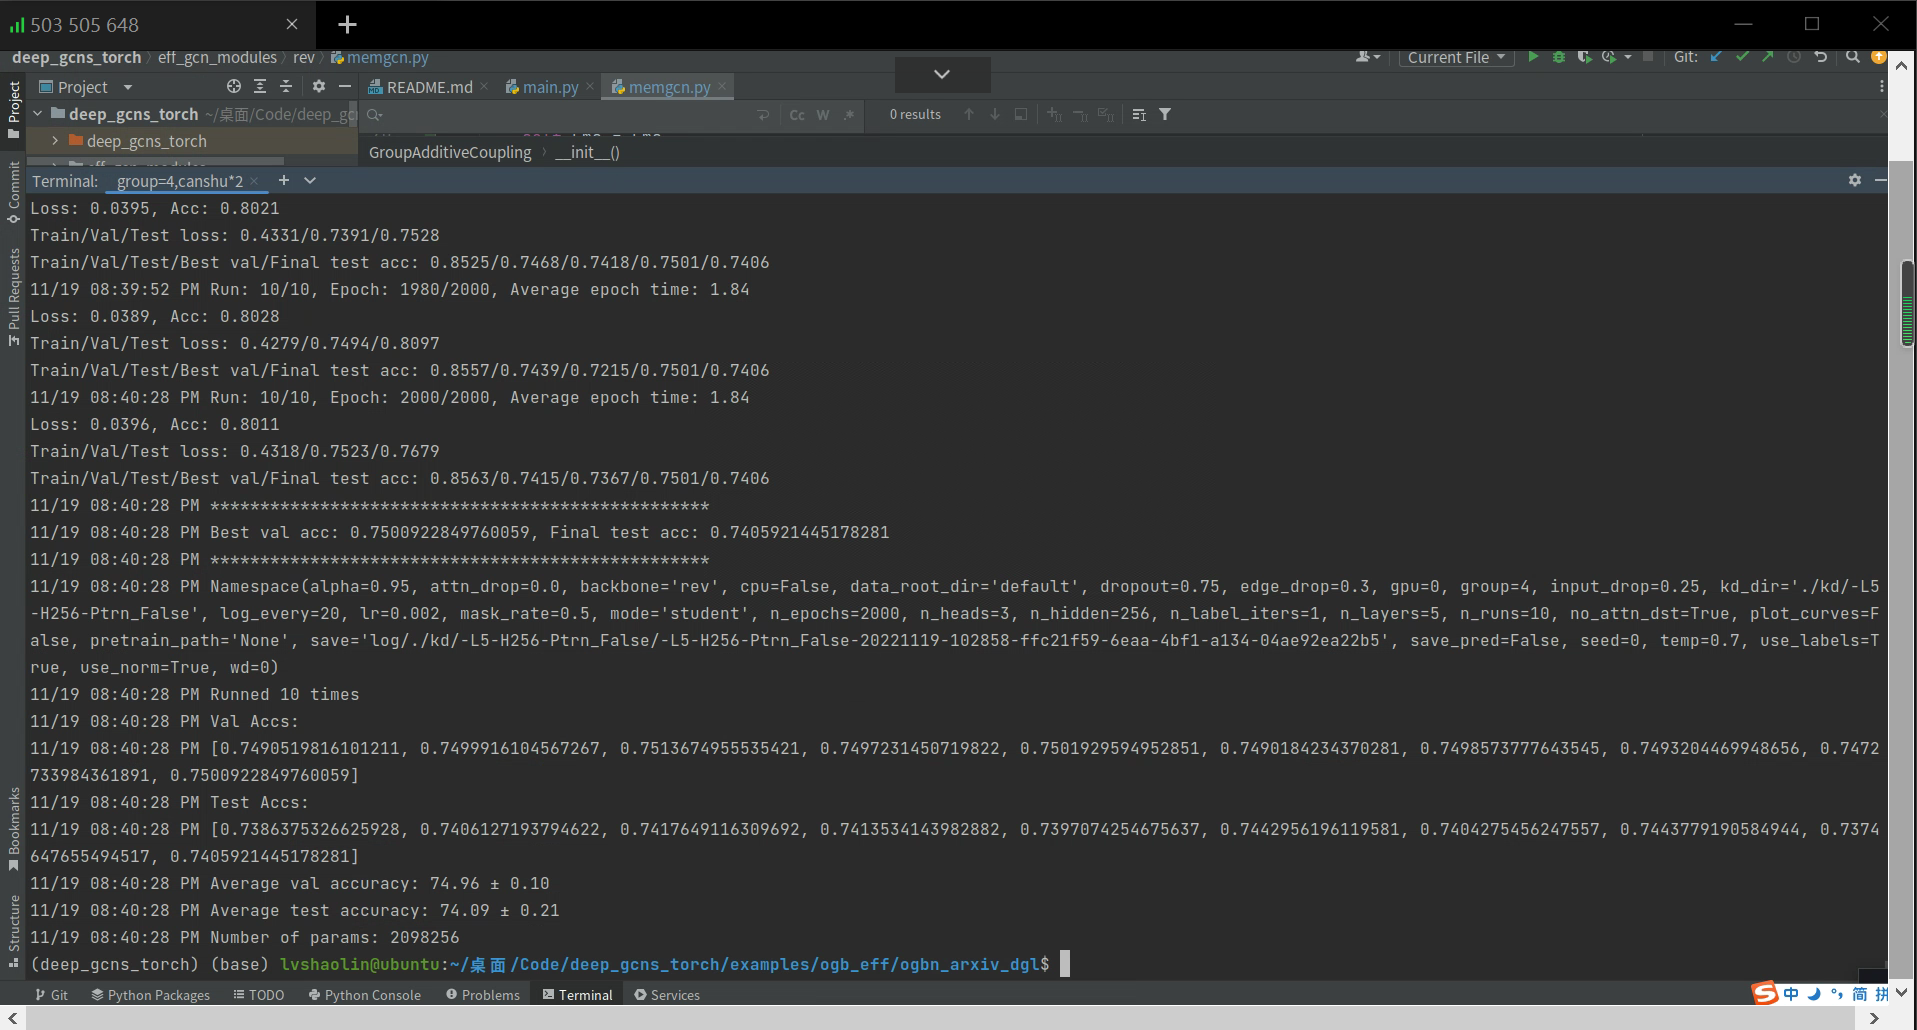 503 505 648
deep_gcns_torch 〉 eff_gcn_modules 〉 rev 〉 memgcn.py
Current File
Git:
Project
README.md
main.py
memgcn.py
deep_gcns_torch ~/桌面/Code/deep_gc
Cc W .*
0 results
deep_gcns_torch
GroupAdditiveCoupling 〉 __init__()
Terminal: group=4,canshu*2
Loss: 0.0395, Acc: 0.8021
Train/Val/Test loss: 0.4331/0.7391/0.7528
Train/Val/Test/Best val/Final test acc: 0.8525/0.7468/0.7418/0.7501/0.7406
11/19 08:39:52 PM Run: 10/10, Epoch: 1980/2000, Average epoch time: 1.84
Loss: 0.0389, Acc: 0.8028
Train/Val/Test loss: 0.4279/0.7494/0.8097
Train/Val/Test/Best val/Final test acc: 0.8557/0.7439/0.7215/0.7501/0.7406
11/19 08:40:28 PM Run: 10/10, Epoch: 2000/2000, Average epoch time: 1.84
Loss: 0.0396, Acc: 0.8011
Train/Val/Test loss: 0.4318/0.7523/0.7679
Train/Val/Test/Best val/Final test acc: 0.8563/0.7415/0.7367/0.7501/0.7406
11/19 08:40:28 PM **************************************************
11/19 08:40:28 PM Best val acc: 0.7500922849760059, Final test acc: 0.7405921445178281
11/19 08:40:28 PM **************************************************
11/19 08:40:28 PM Namespace(alpha=0.95, attn_drop=0.0, backbone='rev', cpu=False, data_root_dir='default', dropout=0.75, edge_drop=0.3, gpu=0, group=4, input_drop=0.25, kd_dir='./kd/-L5
-H256-Ptrn_False', log_every=20, lr=0.002, mask_rate=0.5, mode='student', n_epochs=2000, n_heads=3, n_hidden=256, n_label_iters=1, n_layers=5, n_runs=10, no_attn_dst=True, plot_curves=F
alse, pretrain_path='None', save='log/./kd/-L5-H256-Ptrn_False/-L5-H256-Ptrn_False-20221119-102858-ffc21f59-6eaa-4bf1-a134-04ae92ea22b5', save_pred=False, seed=0, temp=0.7, use_labels=T
rue, use_norm=True, wd=0)
11/19 08:40:28 PM Runned 10 times
11/19 08:40:28 PM Val Accs:
11/19 08:40:28 PM [0.7490519816101211, 0.7499916104567267, 0.7513674955535421, 0.7497231450719822, 0.7501929594952851, 0.7490184234370281, 0.7498573777643545, 0.7493204469948656, 0.7472
733984361891, 0.7500922849760059]
11/19 08:40:28 PM Test Accs:
11/19 08:40:28 PM [0.7386375326625928, 0.7406127193794622, 0.7417649116309692, 0.7413534143982882, 0.7397074254675637, 0.7442956196119581, 0.7404275456247557, 0.7443779190584944, 0.7374
647655494517, 0.7405921445178281]
11/19 08:40:28 PM Average val accuracy: 74.96 ± 0.10
11/19 08:40:28 PM Average test accuracy: 74.09 ± 0.21
11/19 08:40:28 PM Number of params: 2098256
(deep_gcns_torch) (base) lvshaolin@ubuntu:~/桌面/Code/deep_gcns_torch/examples/ogb_eff/ogbn_arxiv_dgl$
Project
Commit
Pull Requests
Bookmarks
Structure
Git
Python Packages
TODO
Python Console
Problems
Terminal
Services
S 中 简 拼